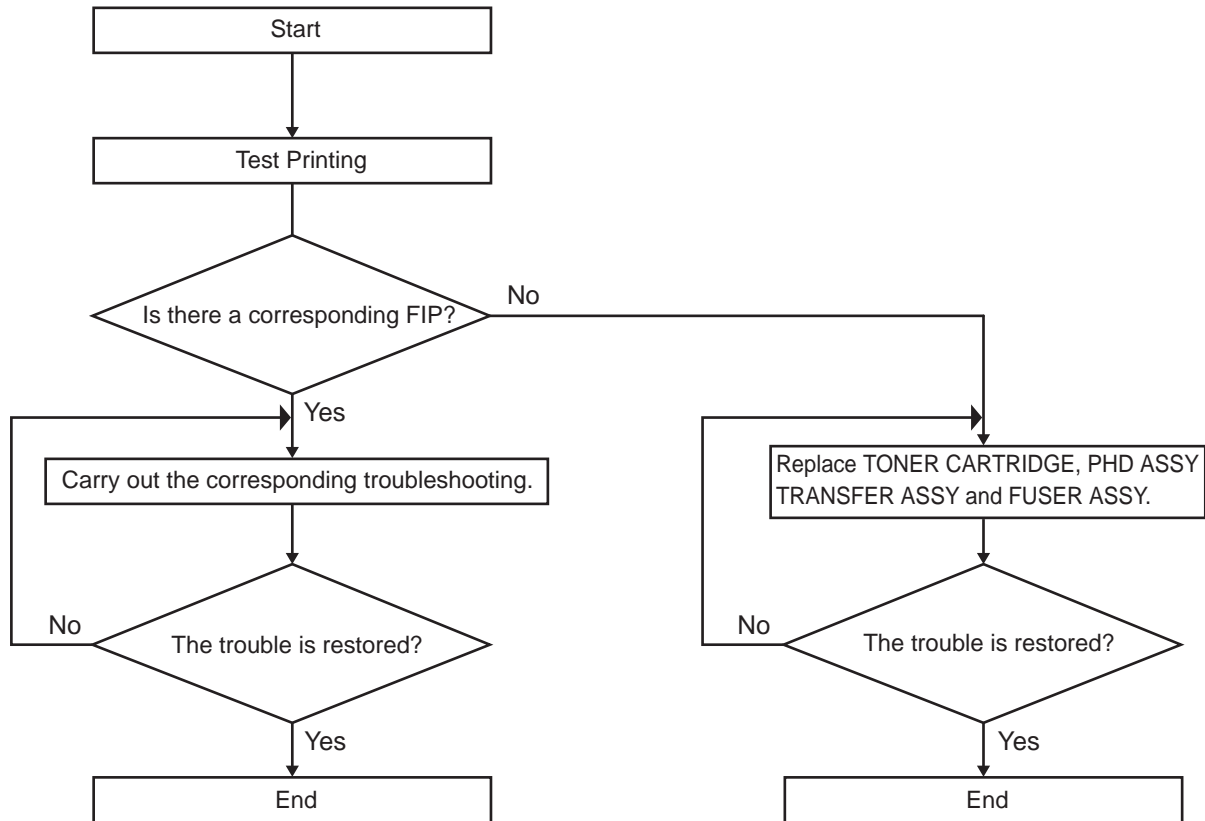 Start
Test Printing
Is there a corresponding FIP?
No
Yes
Carry out the corresponding troubleshooting.
No
The trouble is restored?
Yes
End
Replace TONER CARTRIDGE, PHD ASSY
TRANSFER ASSY and FUSER ASSY.
No
The trouble is restored?
Yes
End